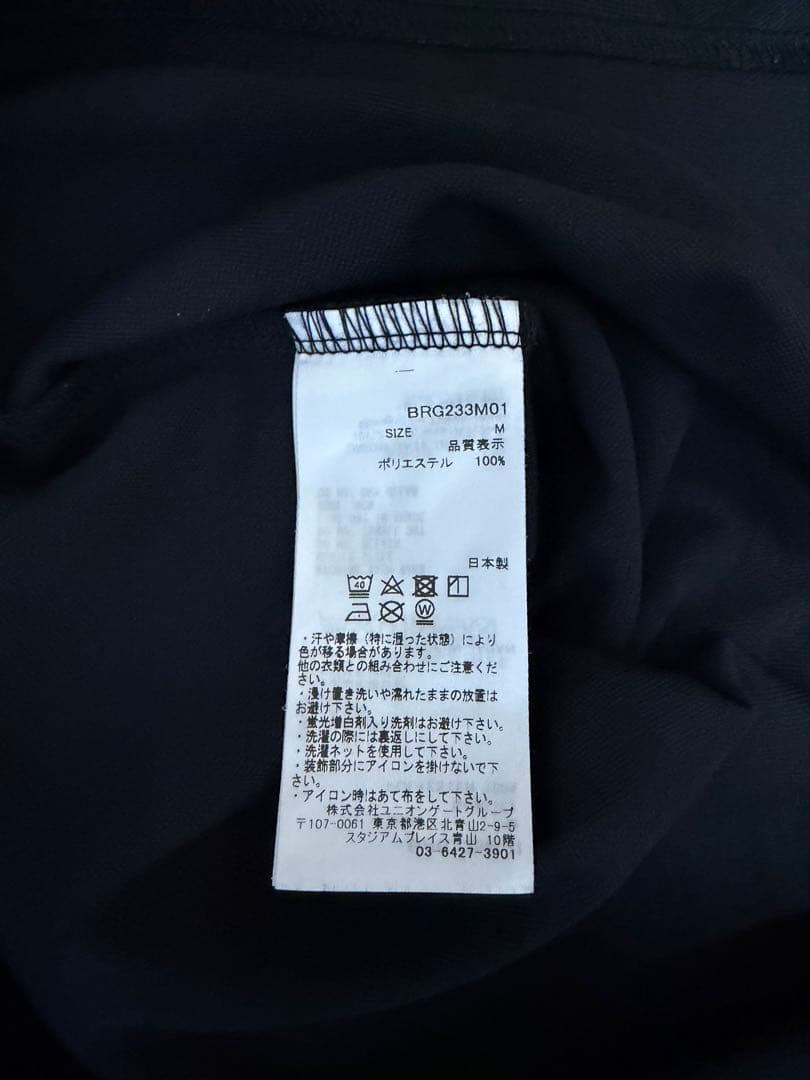 BRG233M01
SIZE M
品質表示
ポリエステル 100%
日本製
40
W
・汗や摩擦（特に湿った状態）により
色が移る場合があります。
他の衣類との組み合わせにご注意くだ
さい。
・浸け置き洗いや濡れたままの放置は
お避け下さい。
・蛍光増白剤入り洗剤はお避け下さい。
・洗濯の際には裏返しにして下さい。
・洗濯ネットを使用して下さい。
・装飾部分にアイロンを掛けないで下
さい。
・アイロン時はあて布をして下さい。
株式会社ユニオンゲートグループ
〒107-0061 東京都港区北青山2-9-5
スタジアムプレイス青山 10階
03-6427-3901